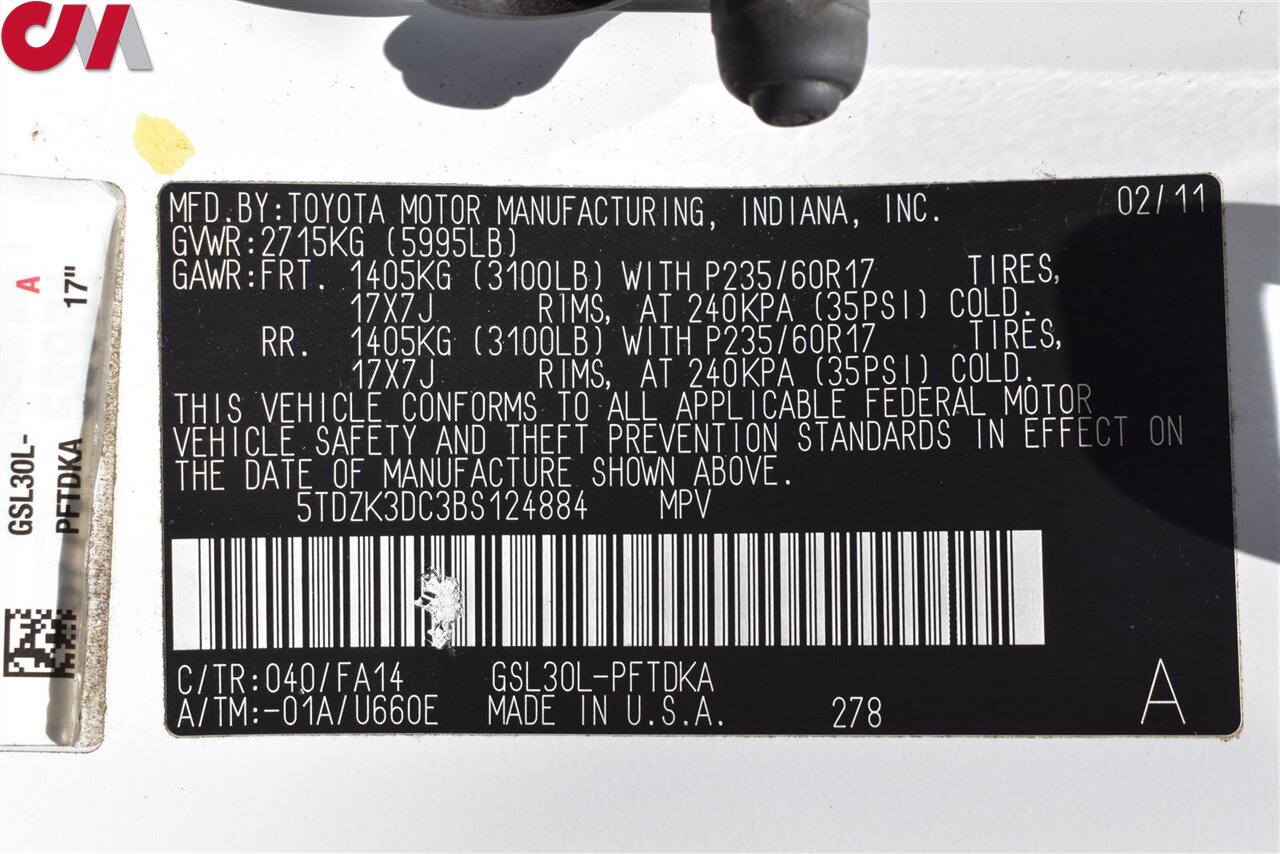 CM
MFD.BY:TOYOTA MOTOR MANUFACTURING, INDIANA, INC. 02/11
GVWR:2715KG (5995LB)
GAWR:FRT. 1405KG (3100LB) WITH P235/60R17 TIRES,
17X7J RIMS, AT 240KPA (35PSI) COLD.
RR. 1405KG (3100LB) WITH P235/60R17 TIRES,
17X7J RIMS, AT 240KPA (35PSI) COLD.
THIS VEHICLE CONFORMS TO ALL APPLICABLE FEDERAL MOTOR
VEHICLE SAFETY AND THEFT PREVENTION STANDARDS IN EFFECT ON
THE DATE OF MANUFACTURE SHOWN ABOVE.
5TDZK3DC3BS124884 MPV
C/TR:040/FA14 GSL30L-PFTDKA
A/TM:-01A/U660E MADE IN U.S.A. 278
A
GSL30L-
PFTDKA
A
17"